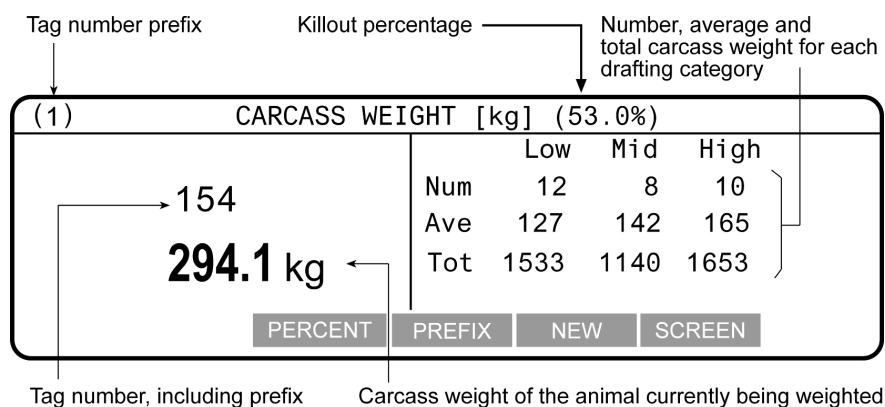 Tag number prefix
Killout percentage
Number, average and
total carcass weight for each
drafting category
(1) CARCASS WEIGHT [kg] (53.0%)
Low Mid High
154
Num 12 8 10
Ave 127 142 165
294.1 kg
Tot 1533 1140 1653
PERCENT PREFIX NEW SCREEN
Tag number, including prefix
Carcass weight of the animal currently being weighted